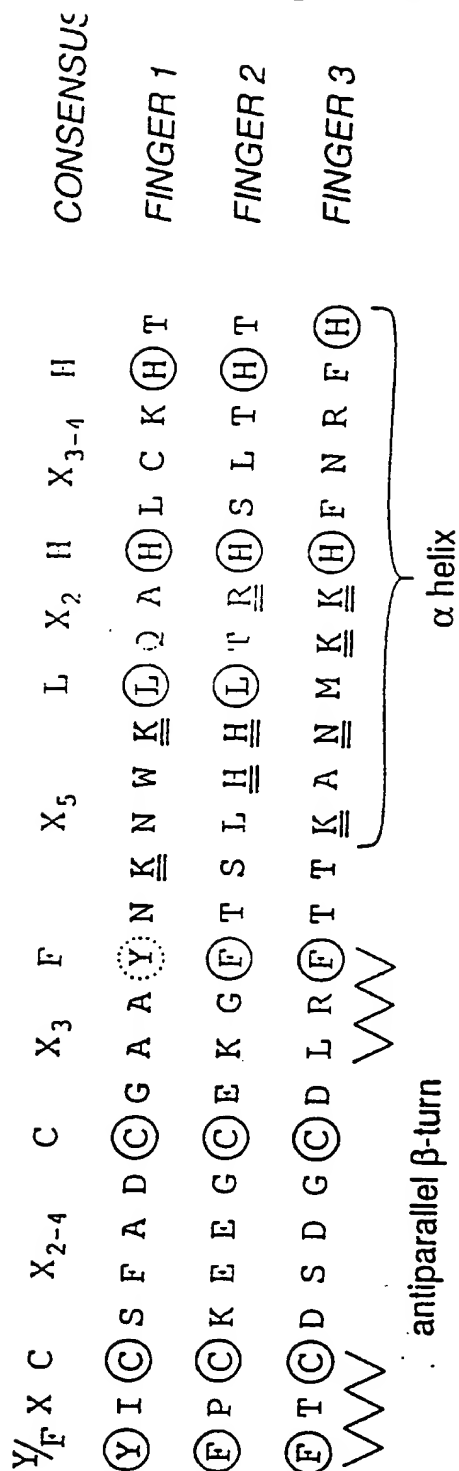 Y/F X C X2-4 C X3 F X5 L X2 H X3-4 H CONSENSUS
Y I C S F A D C G A A Y N K N W K L Q A H L C K H T FINGER 1
F P C K E E G C E K G F T S L H H L T R H S L T H T FINGER 2
F T C D S D G C D L R F T T K A N M K K H F N R F H FINGER 3
antiparallel β-turn
α helix